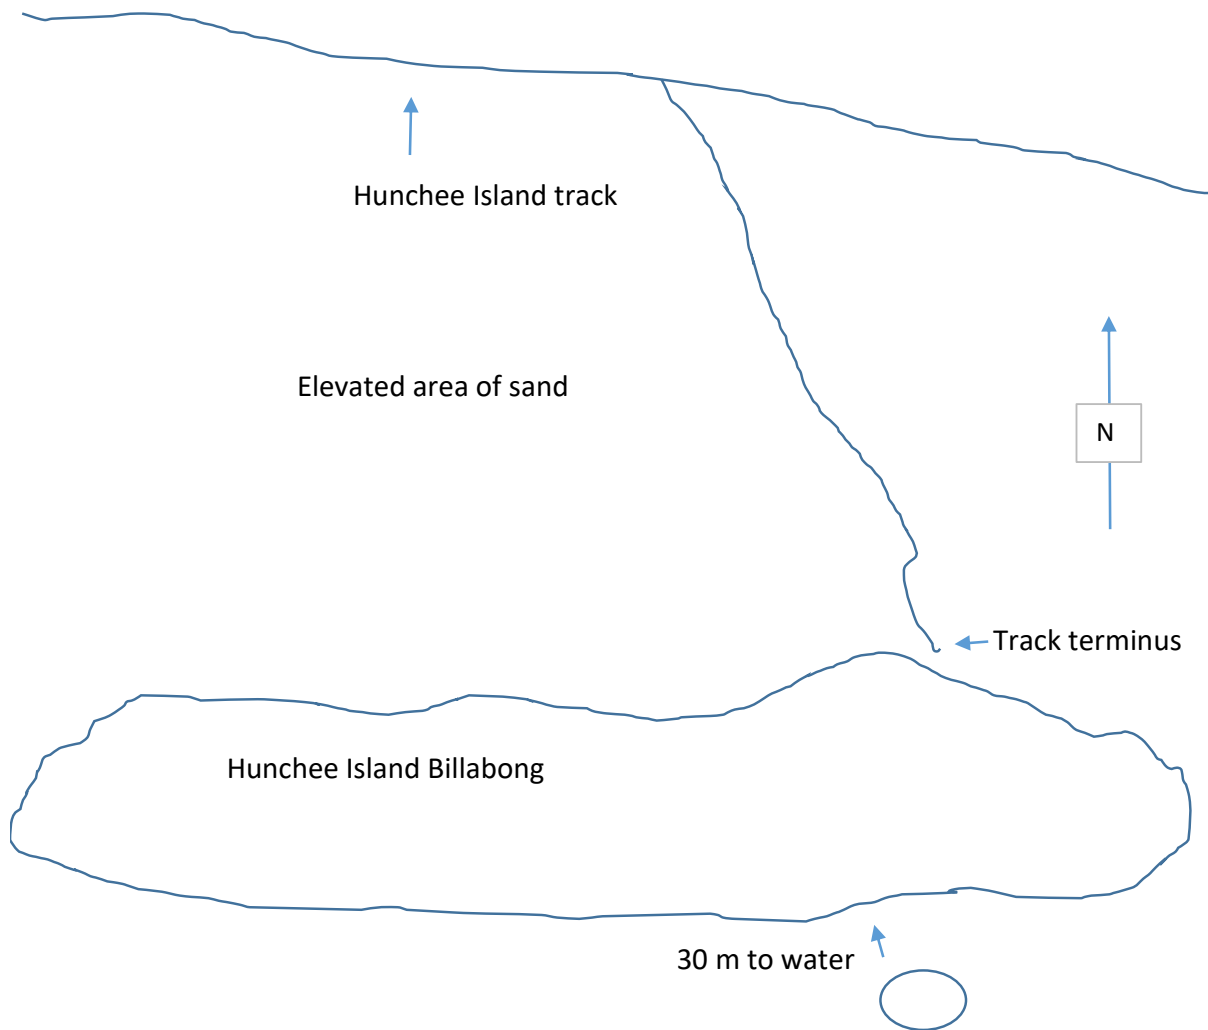 Hunchee Island track
Elevated area of sand
N
Track terminus
Hunchee Island Billabong
30 m to water